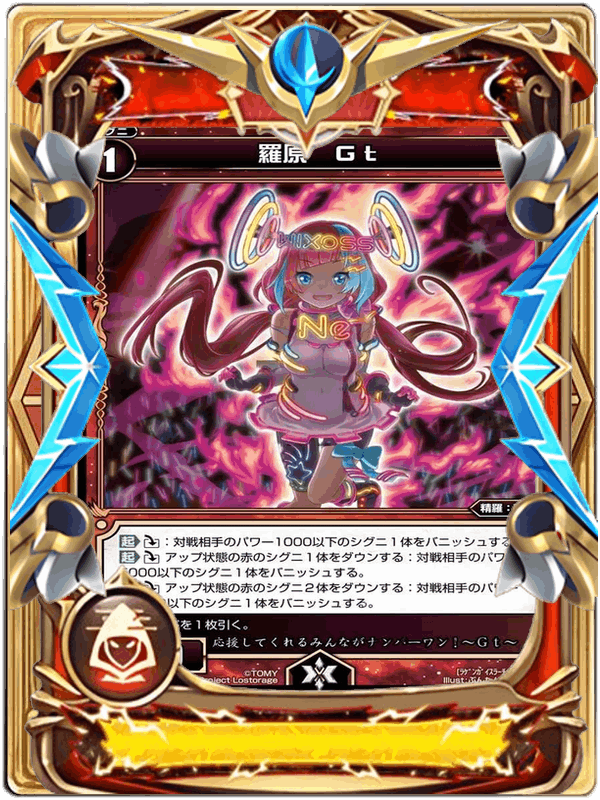 1
羅原 Gt
WIXOSS
Ne
精羅：
起 ：対戦相手のパワー1000以下のシグニ１体をバニッシュする
起 アップ状態の赤のシグニ１体をダウンする：対戦相手のパワ
000以下のシグニ１体をバニッシュする。
アップ状態の赤のシグニ２体をダウンする：対戦相手のパワ
以下のシグニ１体をバニッシュする。
を１枚引く。
応援してくれるみんながナンバーワン！～Gt～
©TOMY
roject Lostorage
Illust: